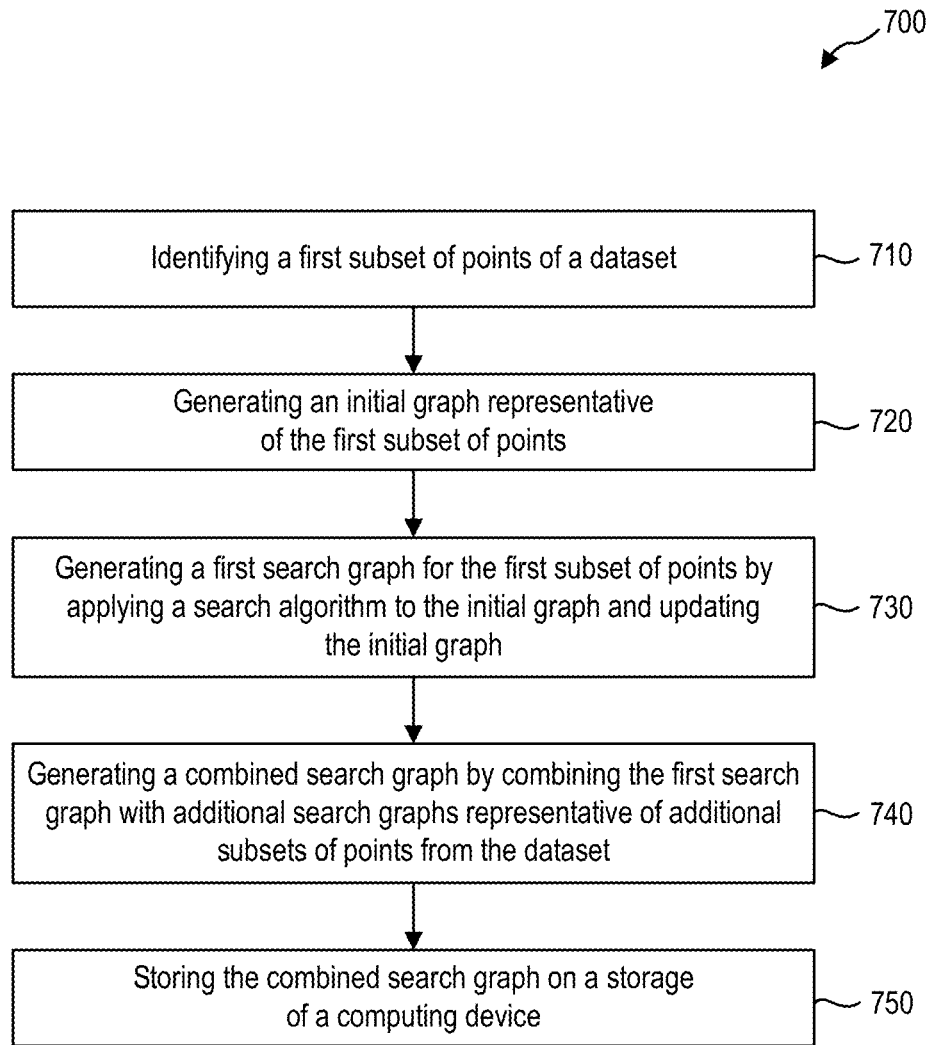 700
Identifying a first subset of points of a dataset
710
Generating an initial graph representative
of the first subset of points
720
Generating a first search graph for the first subset of points by
applying a search algorithm to the initial graph and updating
the initial graph
730
Generating a combined search graph by combining the first search
graph with additional search graphs representative of additional
subsets of points from the dataset
740
Storing the combined search graph on a storage
of a computing device
750